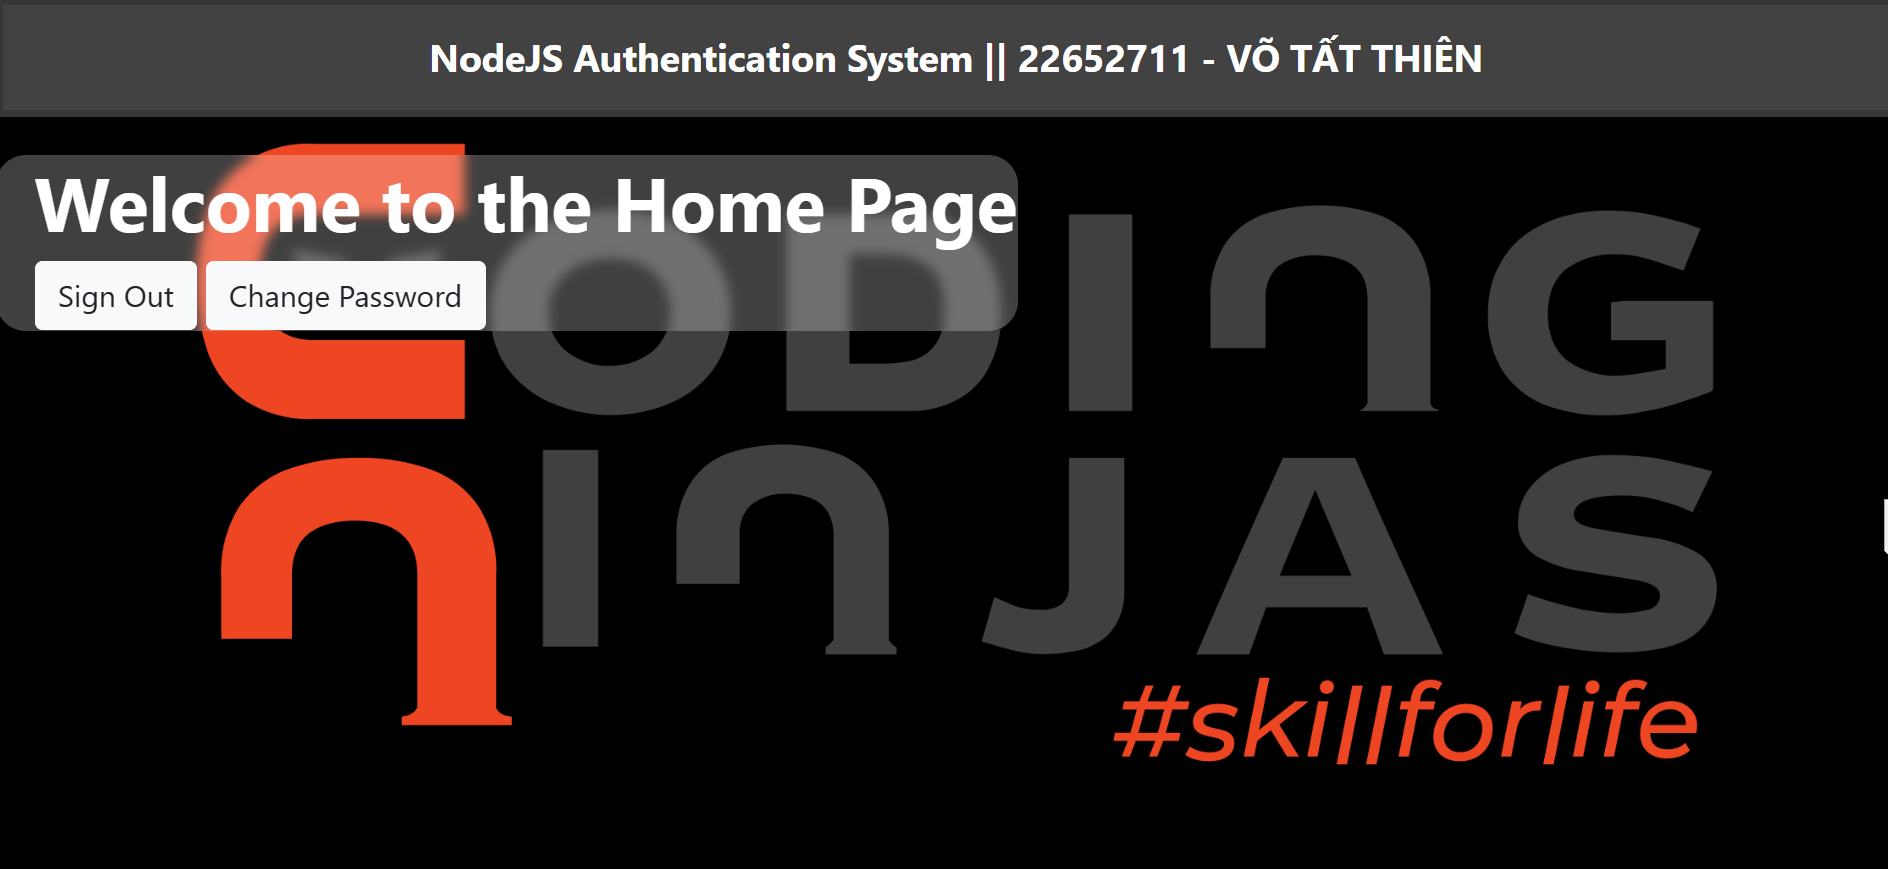 NodeJS Authentication System || 22652711 - VÕ TẤT THIÊN
Welcome to the Home Page
Sign Out
Change Password
CODING
NINJAS
#skillforlife